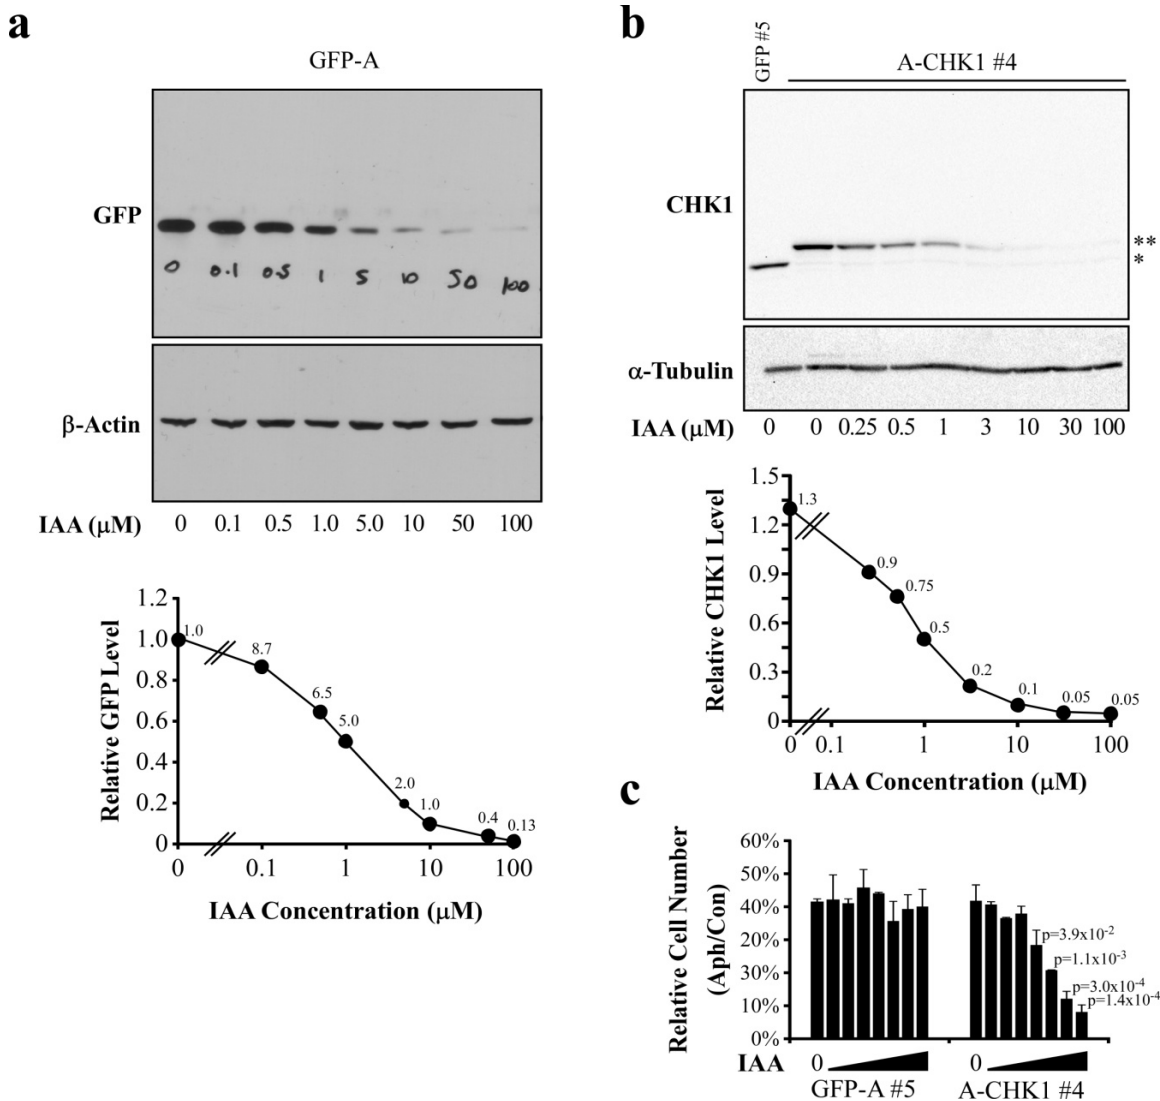 a
GFP-A
GFP
0 0.1 0.5 1 5 10 50 100
β-Actin
IAA (μM) 0 0.1 0.5 1.0 5.0 10 50 100
1.2
1.0
0.8
0.6
0.4
0.2
0
Relative GFP Level
1.0
8.7
6.5
5.0
2.0
1.0
0.4
0.13
0 0.1 1 10 100
IAA Concentration (μM)
b
GFP #5
A-CHK1 #4
CHK1
**
*
α-Tubulin
IAA (μM) 0 0 0.25 0.5 1 3 10 30 100
1.5
1.2
0.9
0.6
0.3
0
Relative CHK1 Level
1.3
0.9
0.75
0.5
0.2
0.1
0.05
0.05
0 0.1 1 10 100
IAA Concentration (μM)
c
60%
50%
40%
20%
30%
10%
0%
Relative Cell Number
(Aph/Con)
p=3.9x10-2
p=1.1x10-3
p=3.0x10-4
p=1.4x10-4
IAA 0 0
GFP-A #5 A-CHK1 #4